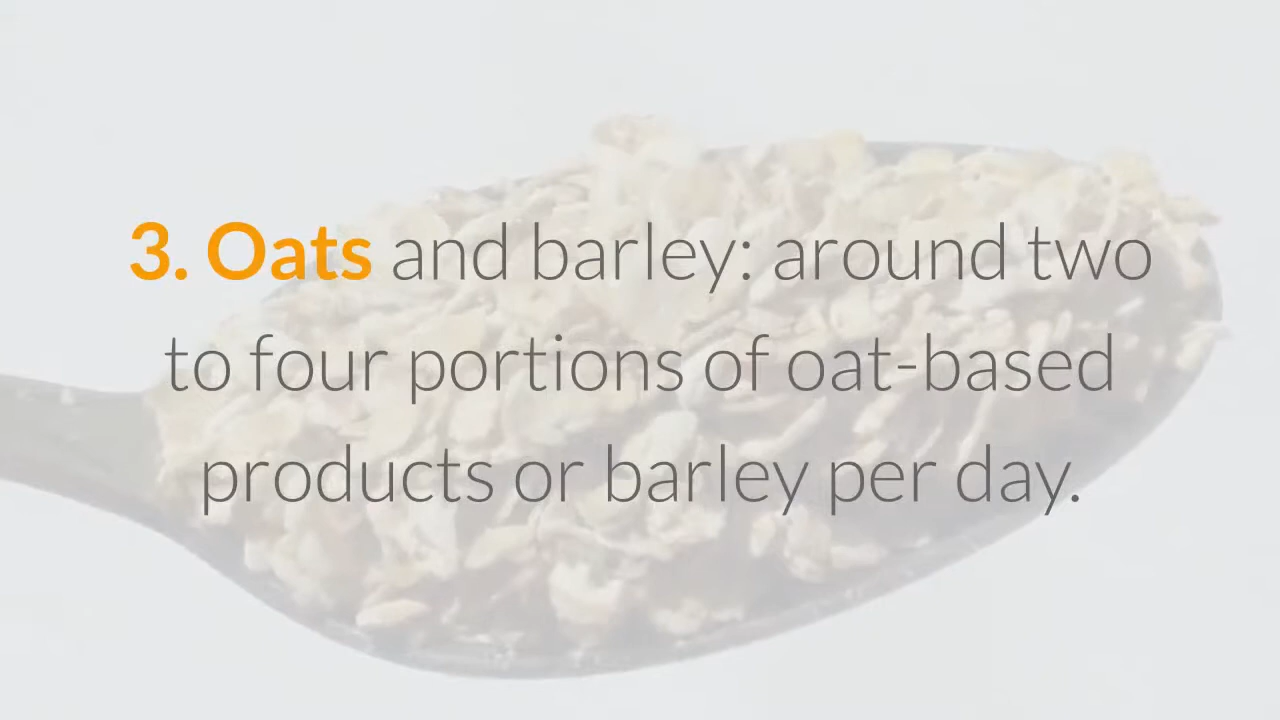 3. Oats and barley: around two
to four portions of oat-based
products or barley per day.